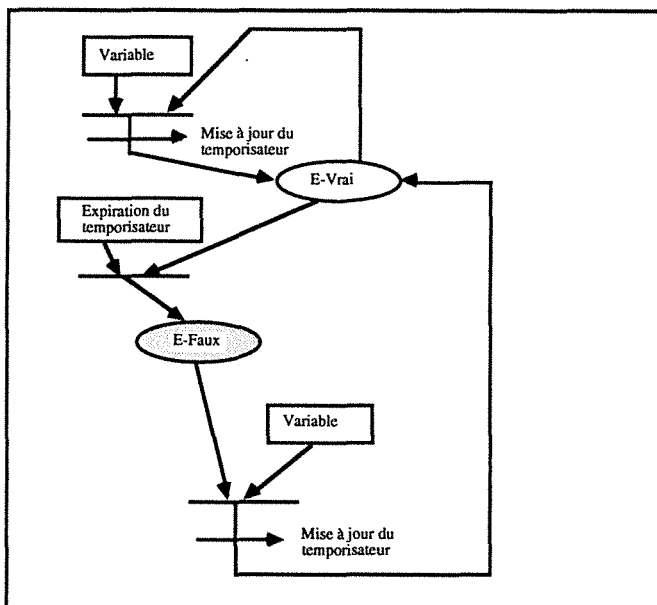 Variable
Mise à jour du
temporisateur
E-Vrai
Expiration du
temporisateur
E-Faux
Variable
Mise à jour du
temporisateur